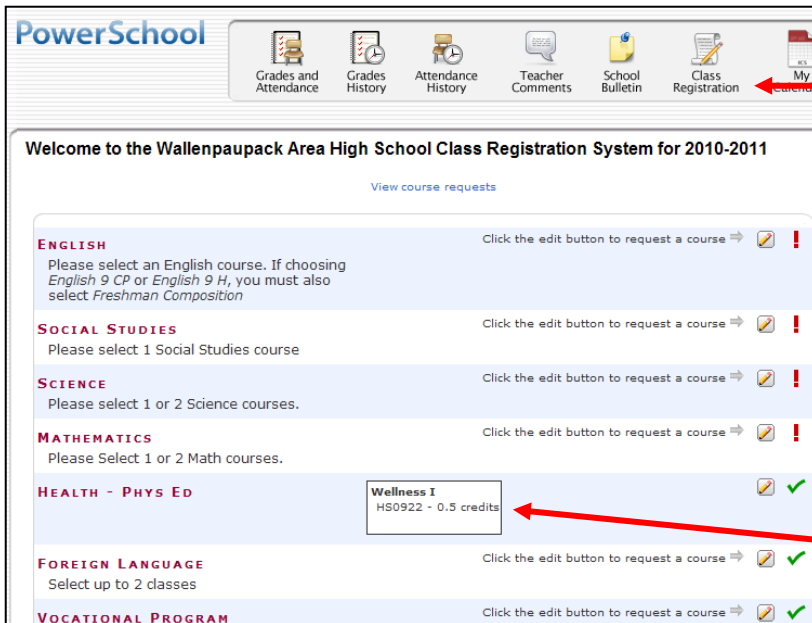 PowerSchool
Grades and
Attendance
Grades
History
Attendance
History
Teacher
Comments
School
Bulletin
Class
Registration
My
Welcome to the Wallenpaupack Area High School Class Registration System for 2010-2011
View course requests
ENGLISH
Click the edit button to request a course
Please select an English course. If choosing
English 9 CP or English 9 H, you must also
select Freshman Composition
SOCIAL STUDIES
Click the edit button to request a course
Please select 1 Social Studies course
SCIENCE
Click the edit button to request a course
Please select 1 or 2 Science courses.
MATHEMATICS
Click the edit button to request a course
Please Select 1 or 2 Math courses.
HEALTH - PHYS ED
Wellness I
HS0922 - 0.5 credits
FOREIGN LANGUAGE
Click the edit button to request a course
Select up to 2 classes
VOCATIONAL PROGRAM
Click the edit button to request a course